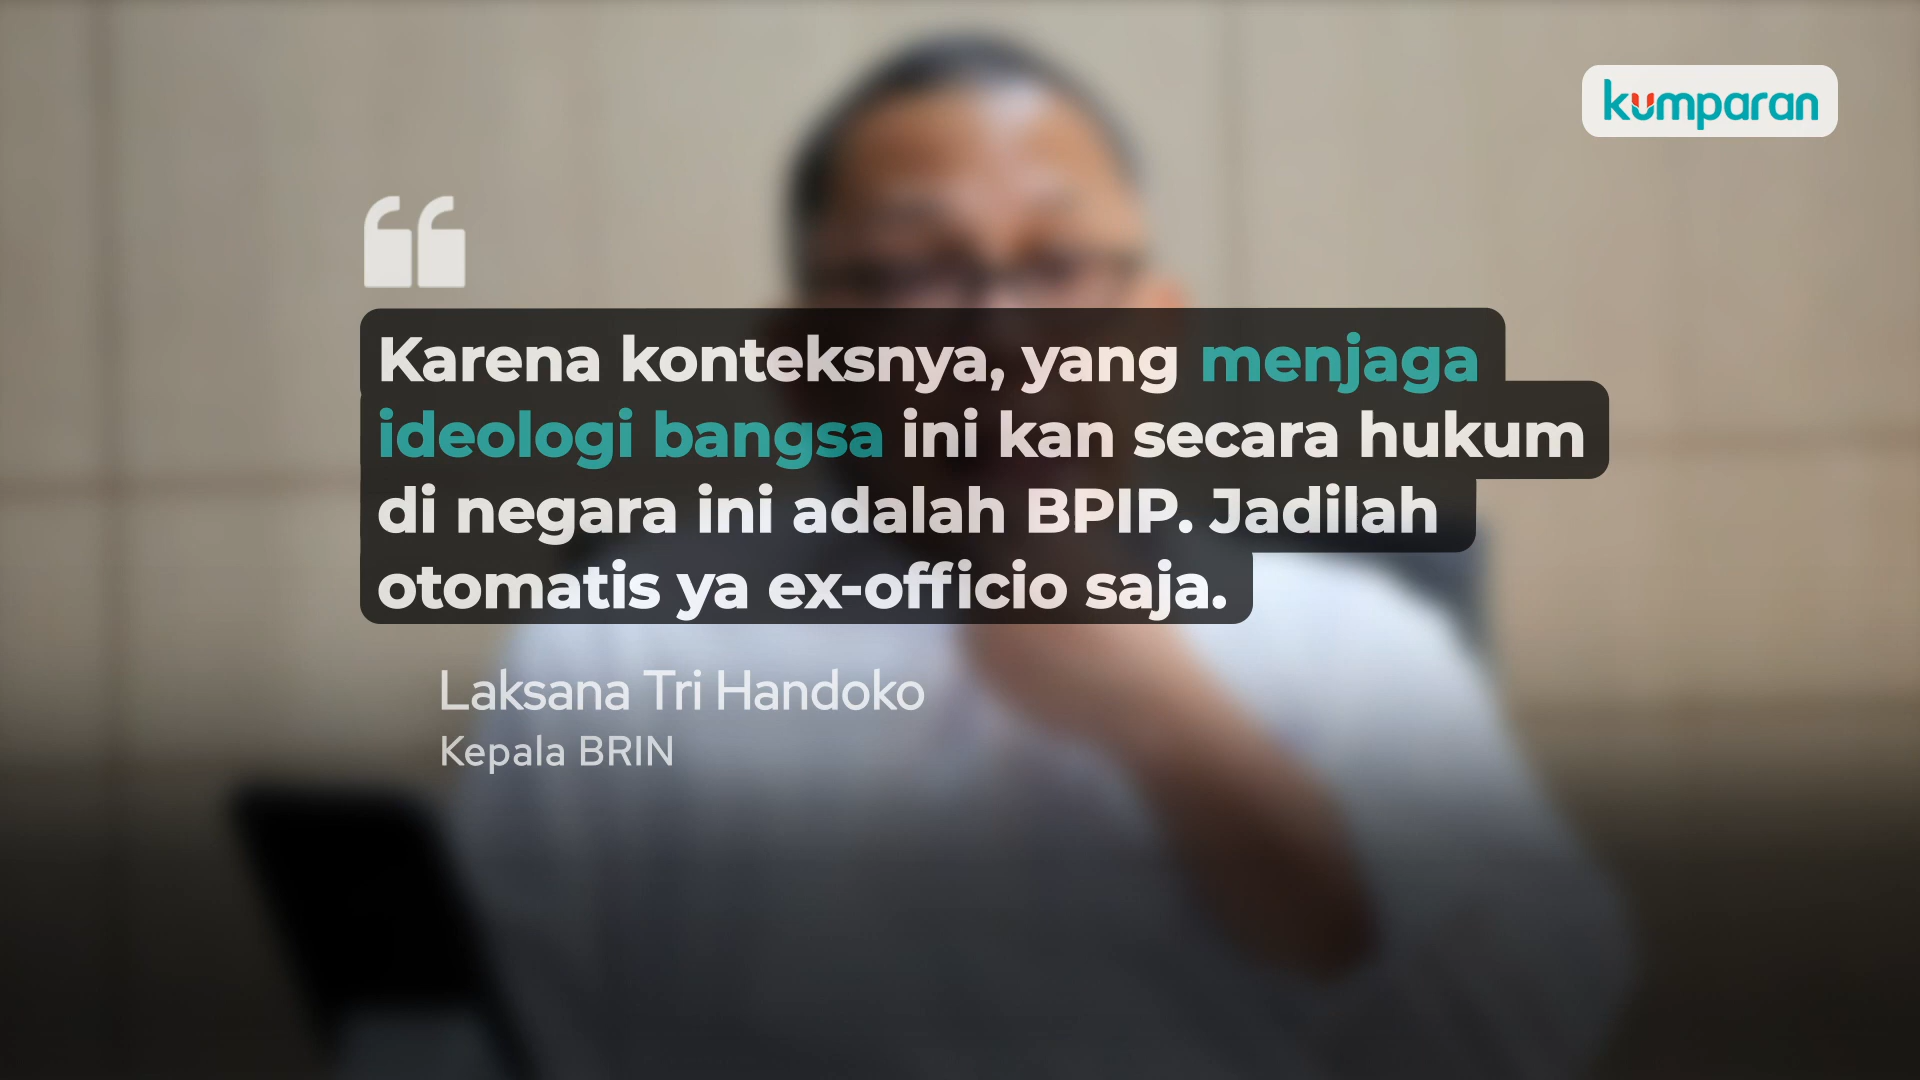 kumparan
“
Karena konteksnya, yang menjaga
ideologi bangsa ini kan secara hukum
di negara ini adalah BPIP. Jadilah
otomatis ya ex-officio saja.
Laksana Tri Handoko
Kepala BRIN